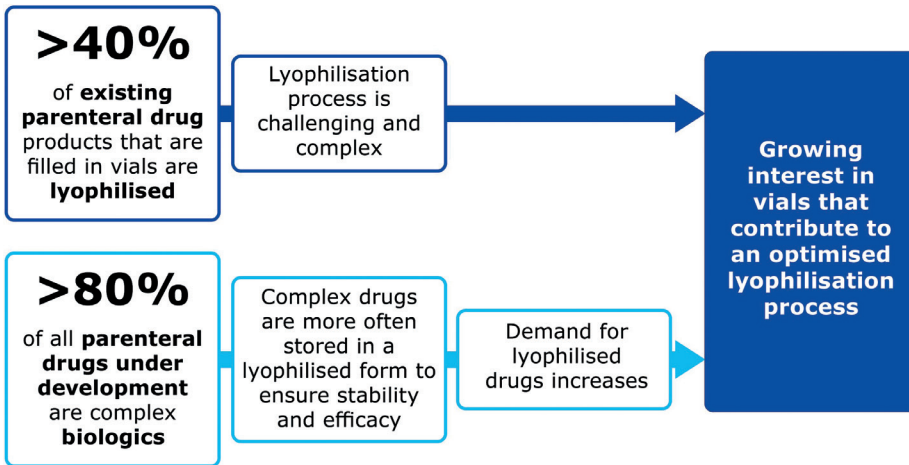 >40%
of existing
parenteral drug
products that are
filled in vials are
lyophilised
Lyophilisation
process is
challenging and
complex
>80%
of all parenteral
drugs under
development
are complex
biologics
Complex drugs
are more often
stored in a
lyophilised form to
ensure stability
and efficacy
Demand for
lyophilised
drugs increases
Growing
interest in
vials that
contribute to
an optimised
lyophilisation
process